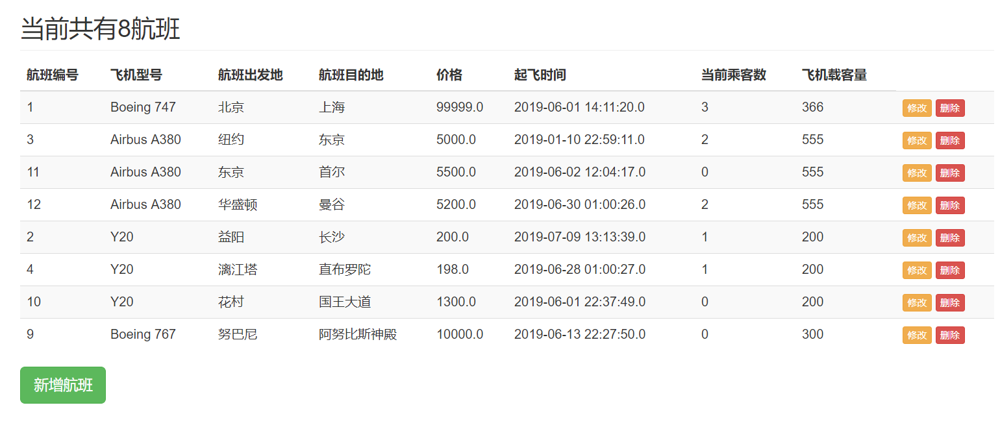 当前共有8航班
航班编号 飞机型号 航班出发地 航班目的地 价格 起飞时间 当前乘客数 飞机载客量
1 Boeing 747 北京 上海 99999.0 2019-06-01 14:11:20.0 3 366 修改 删除
3 Airbus A380 纽约 东京 5000.0 2019-01-10 22:59:11.0 2 555 修改 删除
11 Airbus A380 东京 首尔 5500.0 2019-06-02 12:04:17.0 0 555 修改 删除
12 Airbus A380 华盛顿 曼谷 5200.0 2019-06-30 01:00:26.0 2 555 修改 删除
2 Y20 益阳 长沙 200.0 2019-07-09 13:13:39.0 1 200 修改 删除
4 Y20 漓江塔 直布罗陀 198.0 2019-06-28 01:00:27.0 1 200 修改 删除
10 Y20 花村 国王大道 1300.0 2019-06-01 22:37:49.0 0 200 修改 删除
9 Boeing 767 努巴尼 阿努比斯神殿 10000.0 2019-06-13 22:27:50.0 0 300 修改 删除
新增航班